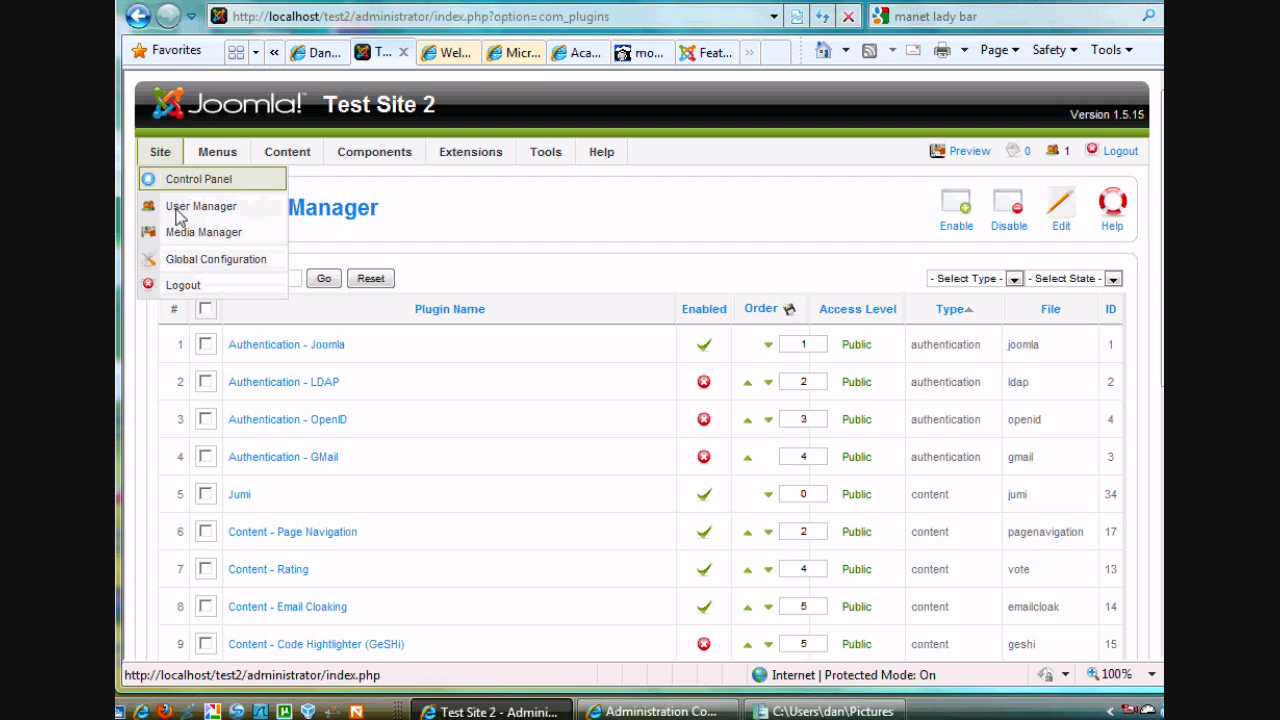 http://localhost/test2/administrator/index.php?option=com_plugins
manet lady bar
Favorites
Dan...
T...
Wel...
Micr...
Aca...
mo...
Feat...
Page
Safety
Tools
Joomla! Test Site 2
Version 1.5.15
Site Menus Content Components Extensions Tools Help
Preview 0 1 Logout
Control Panel
User Manager
Media Manager
Global Configuration
Logout
Manager
Enable Disable Edit Help
Go Reset
- Select Type - - Select State -
# Plugin Name Enabled Order Access Level Type File ID
1 Authentication - Joomla 1 Public authentication joomla 1
2 Authentication - LDAP 2 Public authentication ldap 2
3 Authentication - OpenID 3 Public authentication openid 4
4 Authentication - GMail 4 Public authentication gmail 3
5 Jumi 0 Public content jumi 34
6 Content - Page Navigation 2 Public content pagenavigation 17
7 Content - Rating 4 Public content vote 13
8 Content - Email Cloaking 5 Public content emailcloak 14
9 Content - Code Hightlighter (GeSHi) 5 Public content geshi 15
http://localhost/test2/administrator/index.php
Internet | Protected Mode: On
100%
Test Site 2 - Admini...
Administration Co...
C:\Users\dan\Pictures